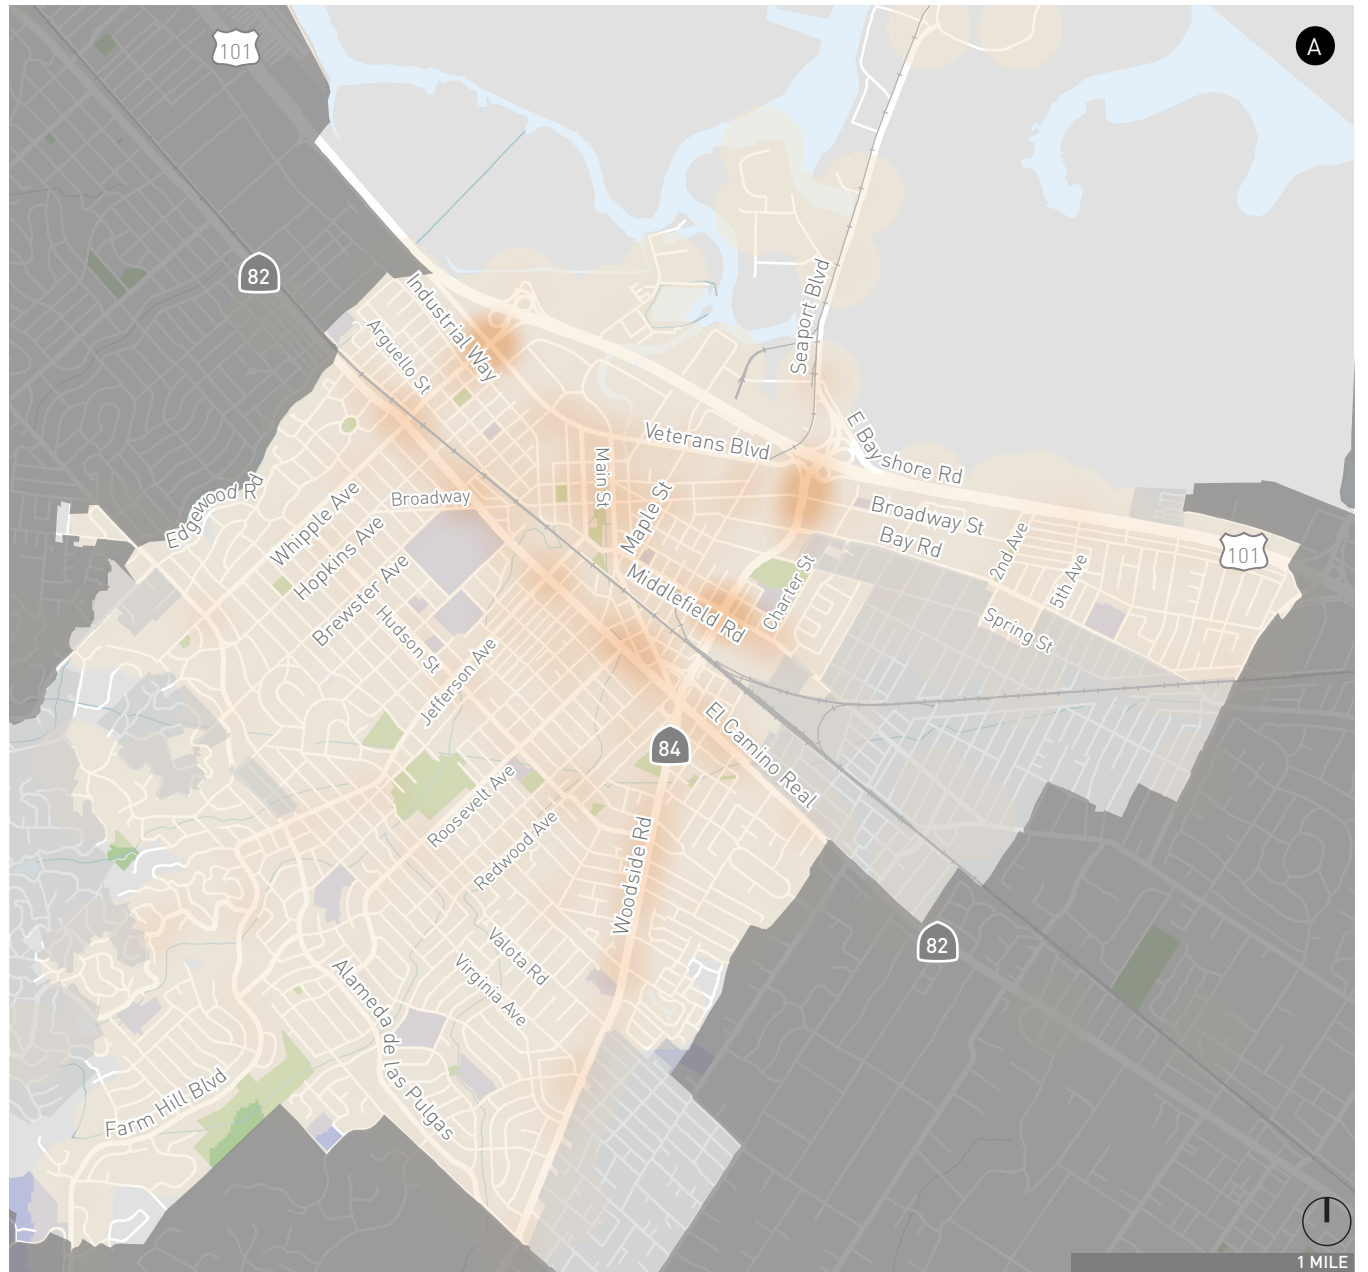 101
A
82
Industrial Way
Arguello St
Seaport Blvd
E Bayshore Rd
Veterans Blvd
Main St
Maple St
Broadway
Edgewood Rd
Whipple Ave
Hopkins Ave
Brewster Ave
Broadway St
Bay Rd
2nd Ave
5th Ave
101
Middlefield Rd
Charter St
Spring St
Hudson St
Jefferson Ave
84
El Camino Real
Roosevelt Ave
Redwood Ave
Woodside Rd
82
Valota Rd
Virginia Ave
Alameda de las Pulgas
Farm Hill Blvd
1 MILE